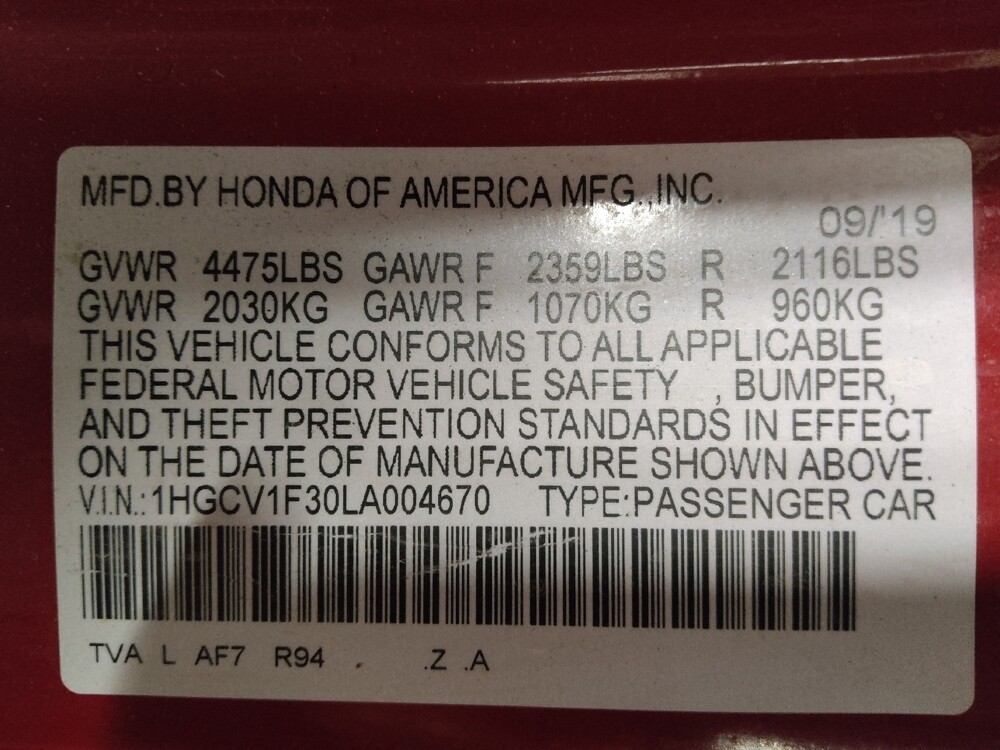 MFD.BY HONDA OF AMERICA MFG.,INC.
09/'19
GVWR 4475LBS GAWR F 2359LBS R 2116LBS
GVWR 2030KG GAWR F 1070KG R 960KG
THIS VEHICLE CONFORMS TO ALL APPLICABLE
FEDERAL MOTOR VEHICLE SAFETY , BUMPER,
AND THEFT PREVENTION STANDARDS IN EFFECT
ON THE DATE OF MANUFACTURE SHOWN ABOVE.
V.I.N.:1HGCV1F30LA004670 TYPE:PASSENGER CAR
TVA L AF7 R94 . .Z .A